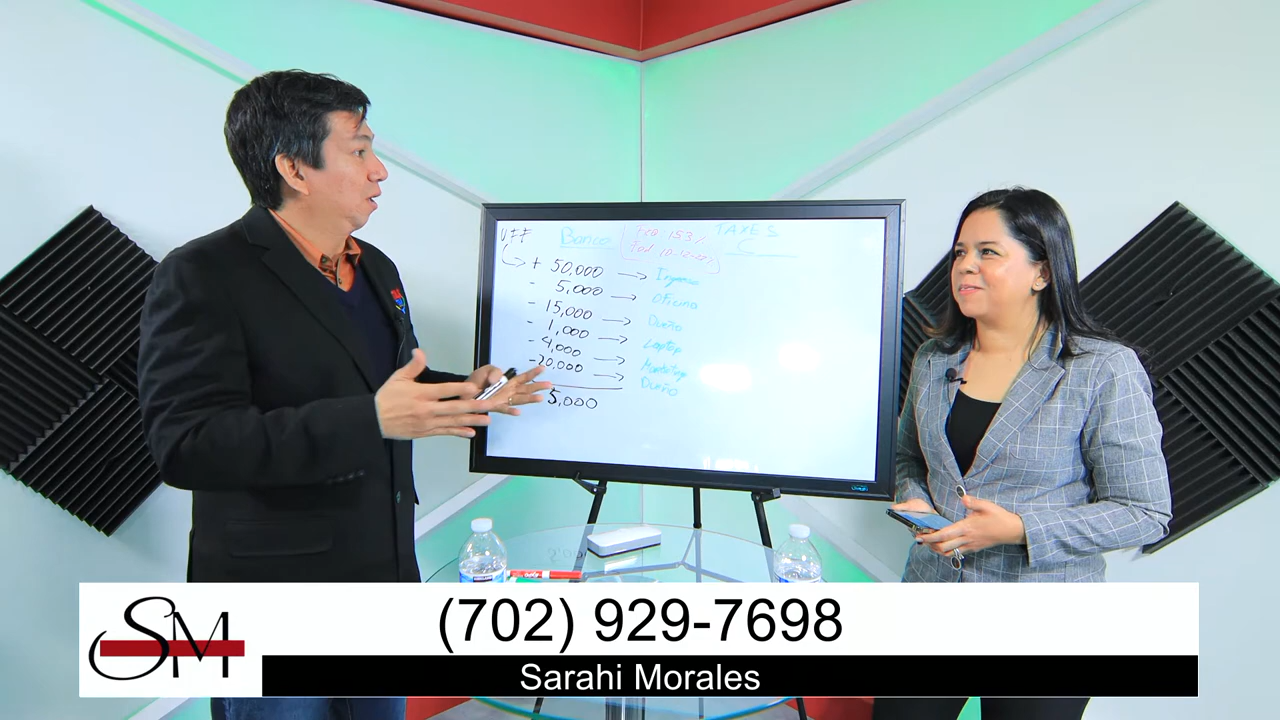 Banco
TAXES
+ 50,000 → Ingreso
- 5,000 → Oficina
- 15,000 → Dueño
- 1,000 → Laptop
- 4,000 →
-20,000 → Dueño
5,000
SM
(702) 929-7698
Sarahi Morales